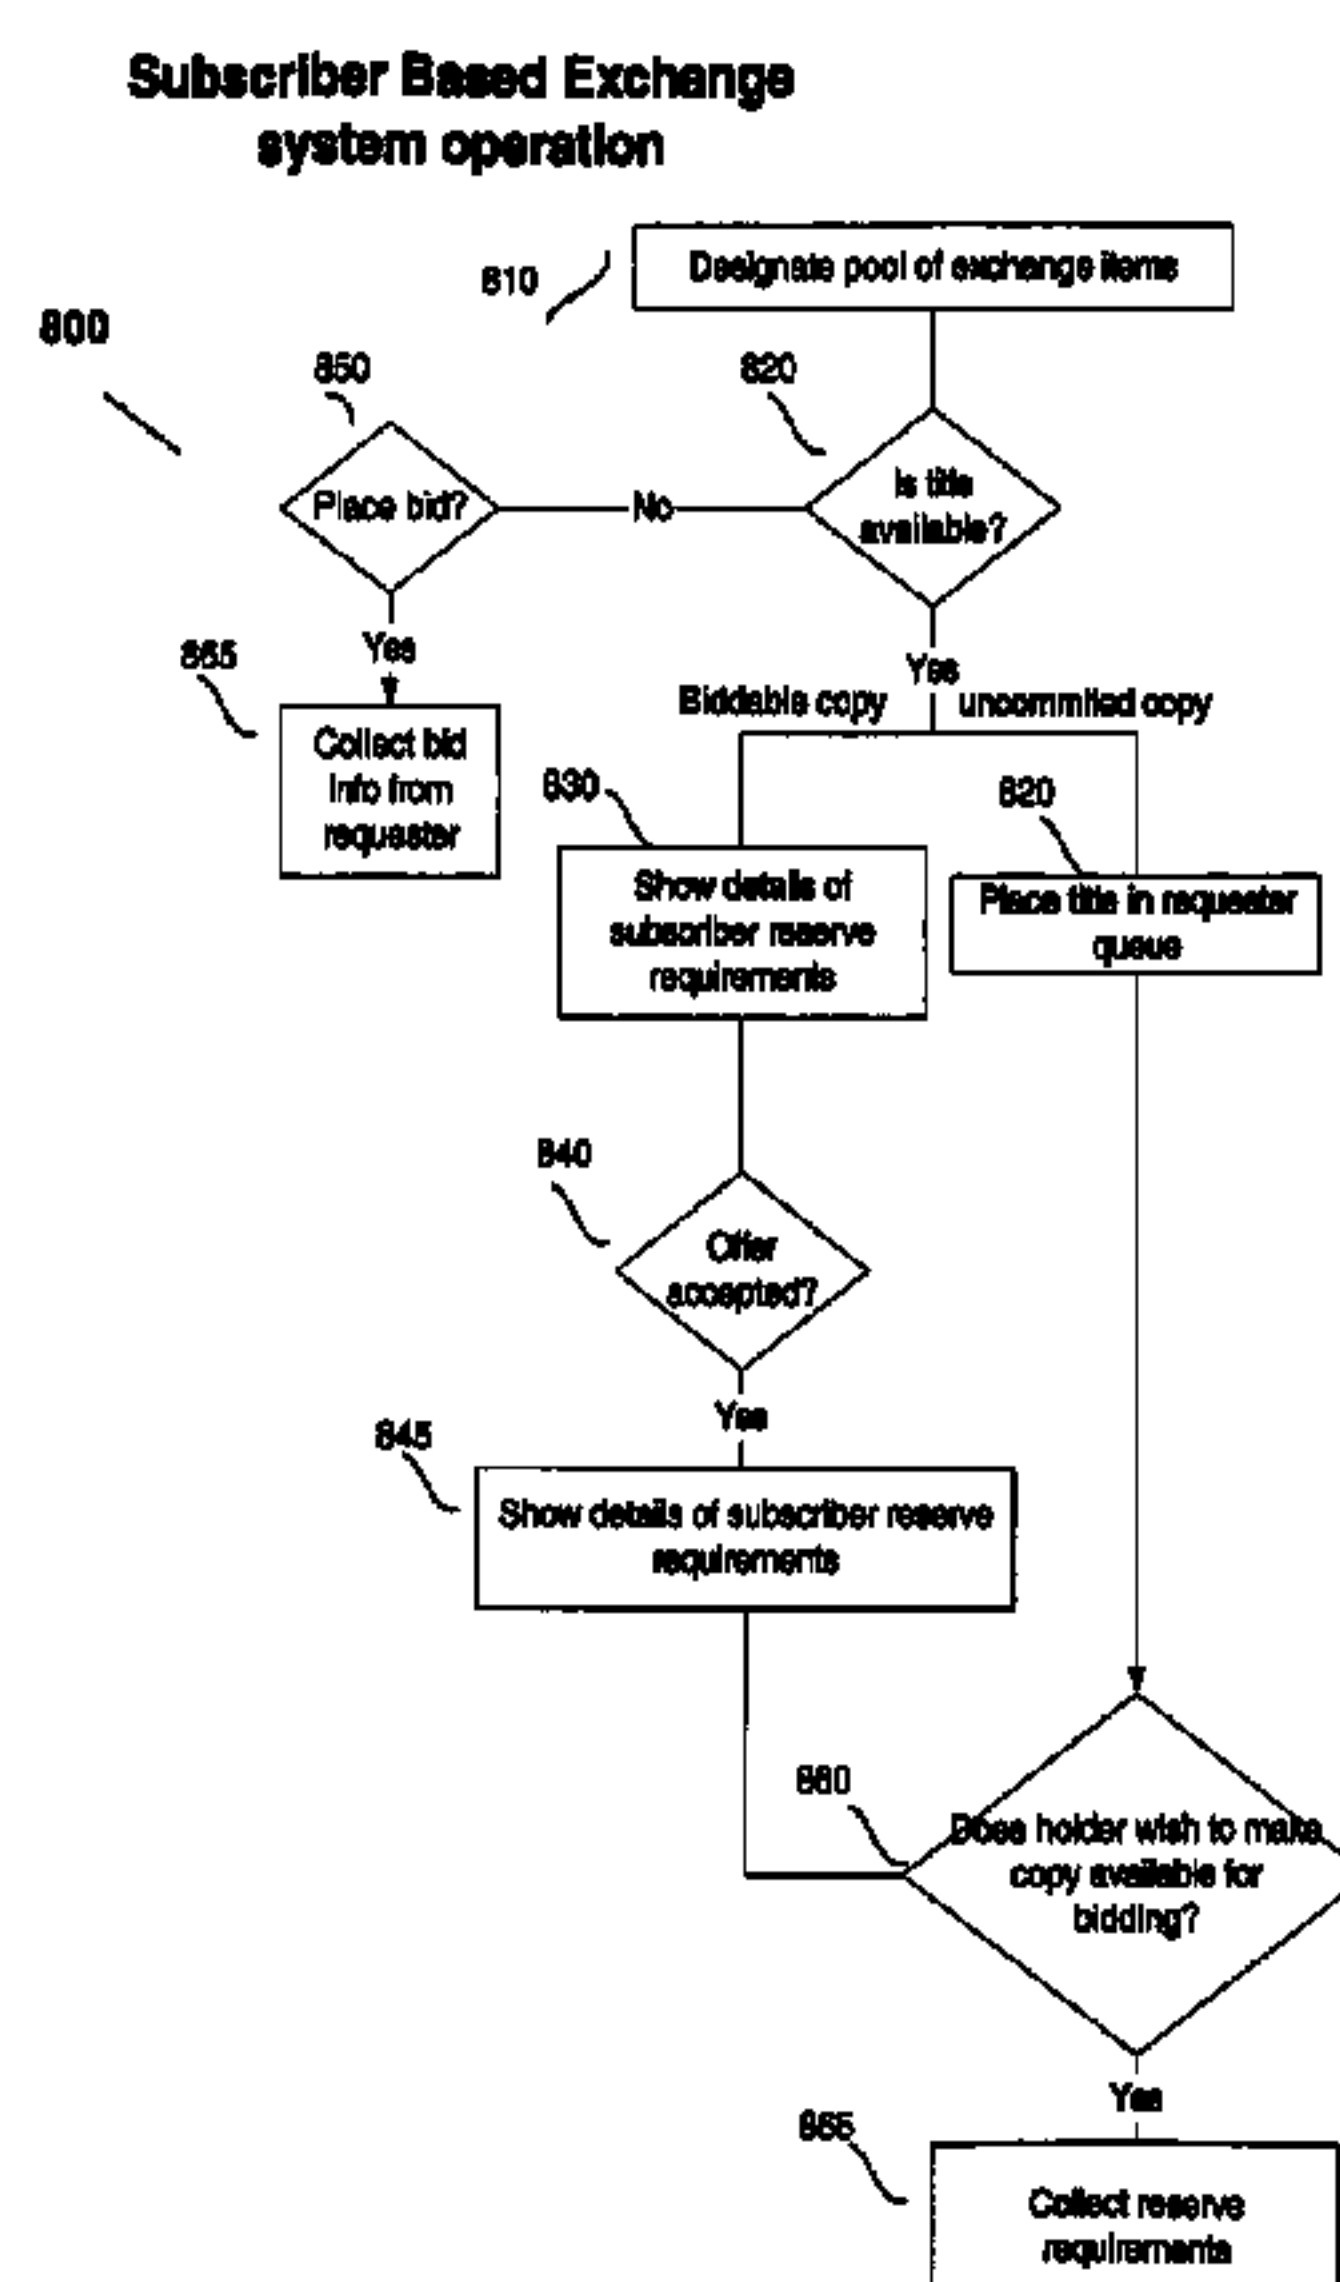 Subscriber Based Exchange
system operation
810
Designate pool of exchange items
800
850
820
Place bid?
No
Is title
available?
Yes
855
Yes
Biddable copy
uncommited copy
Collect bid
info from
requester
830
820
Show details of
subscriber reserve
requirements
Place title in requester
queue
840
Offer
accepted?
Yes
845
Show details of subscriber reserve
requirements
860
Does holder wish to make
copy available for
bidding?
Yes
865
Collect reserve
requirements